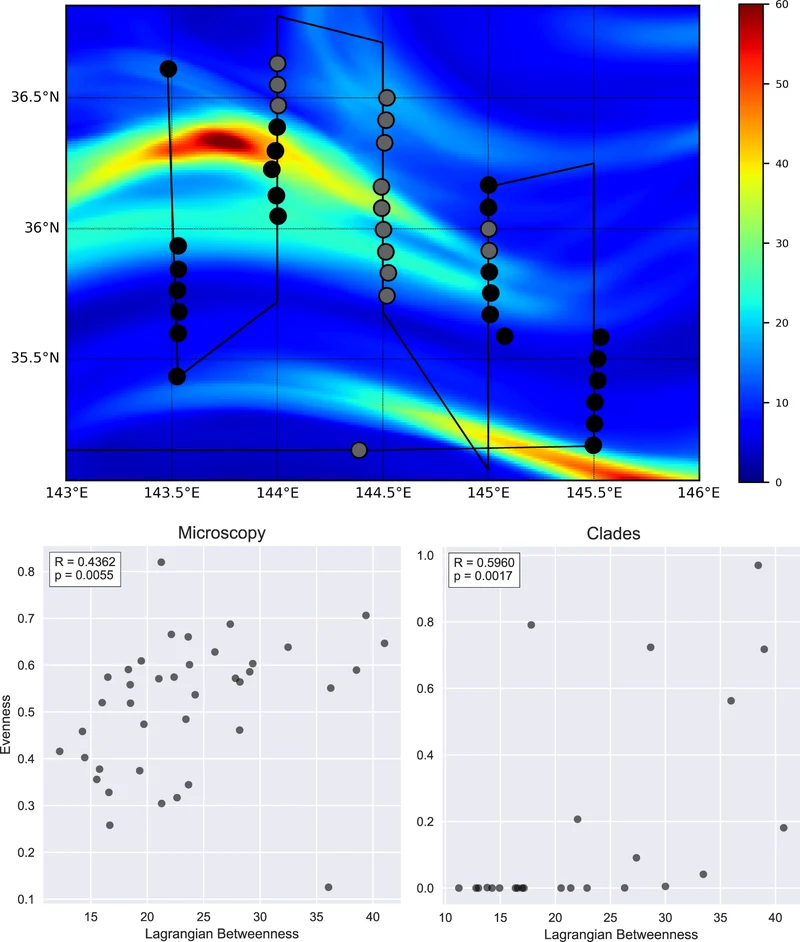 60
50
40
30
20
10
0
36.5°N
36°N
35.5°N
143°E 143.5°E 144°E 144.5°E 145°E 145.5°E 146°E
Microscopy
R = 0.4362
p = 0.0055
0.8
0.7
0.6
0.5
0.4
0.3
0.2
0.1
Evenness
15 20 25 30 35 40
Lagrangian Betweenness
Clades
R = 0.5960
p = 0.0017
1.0
0.8
0.6
0.4
0.2
0.0
10 15 20 25 30 35 40
Lagrangian Betweenness